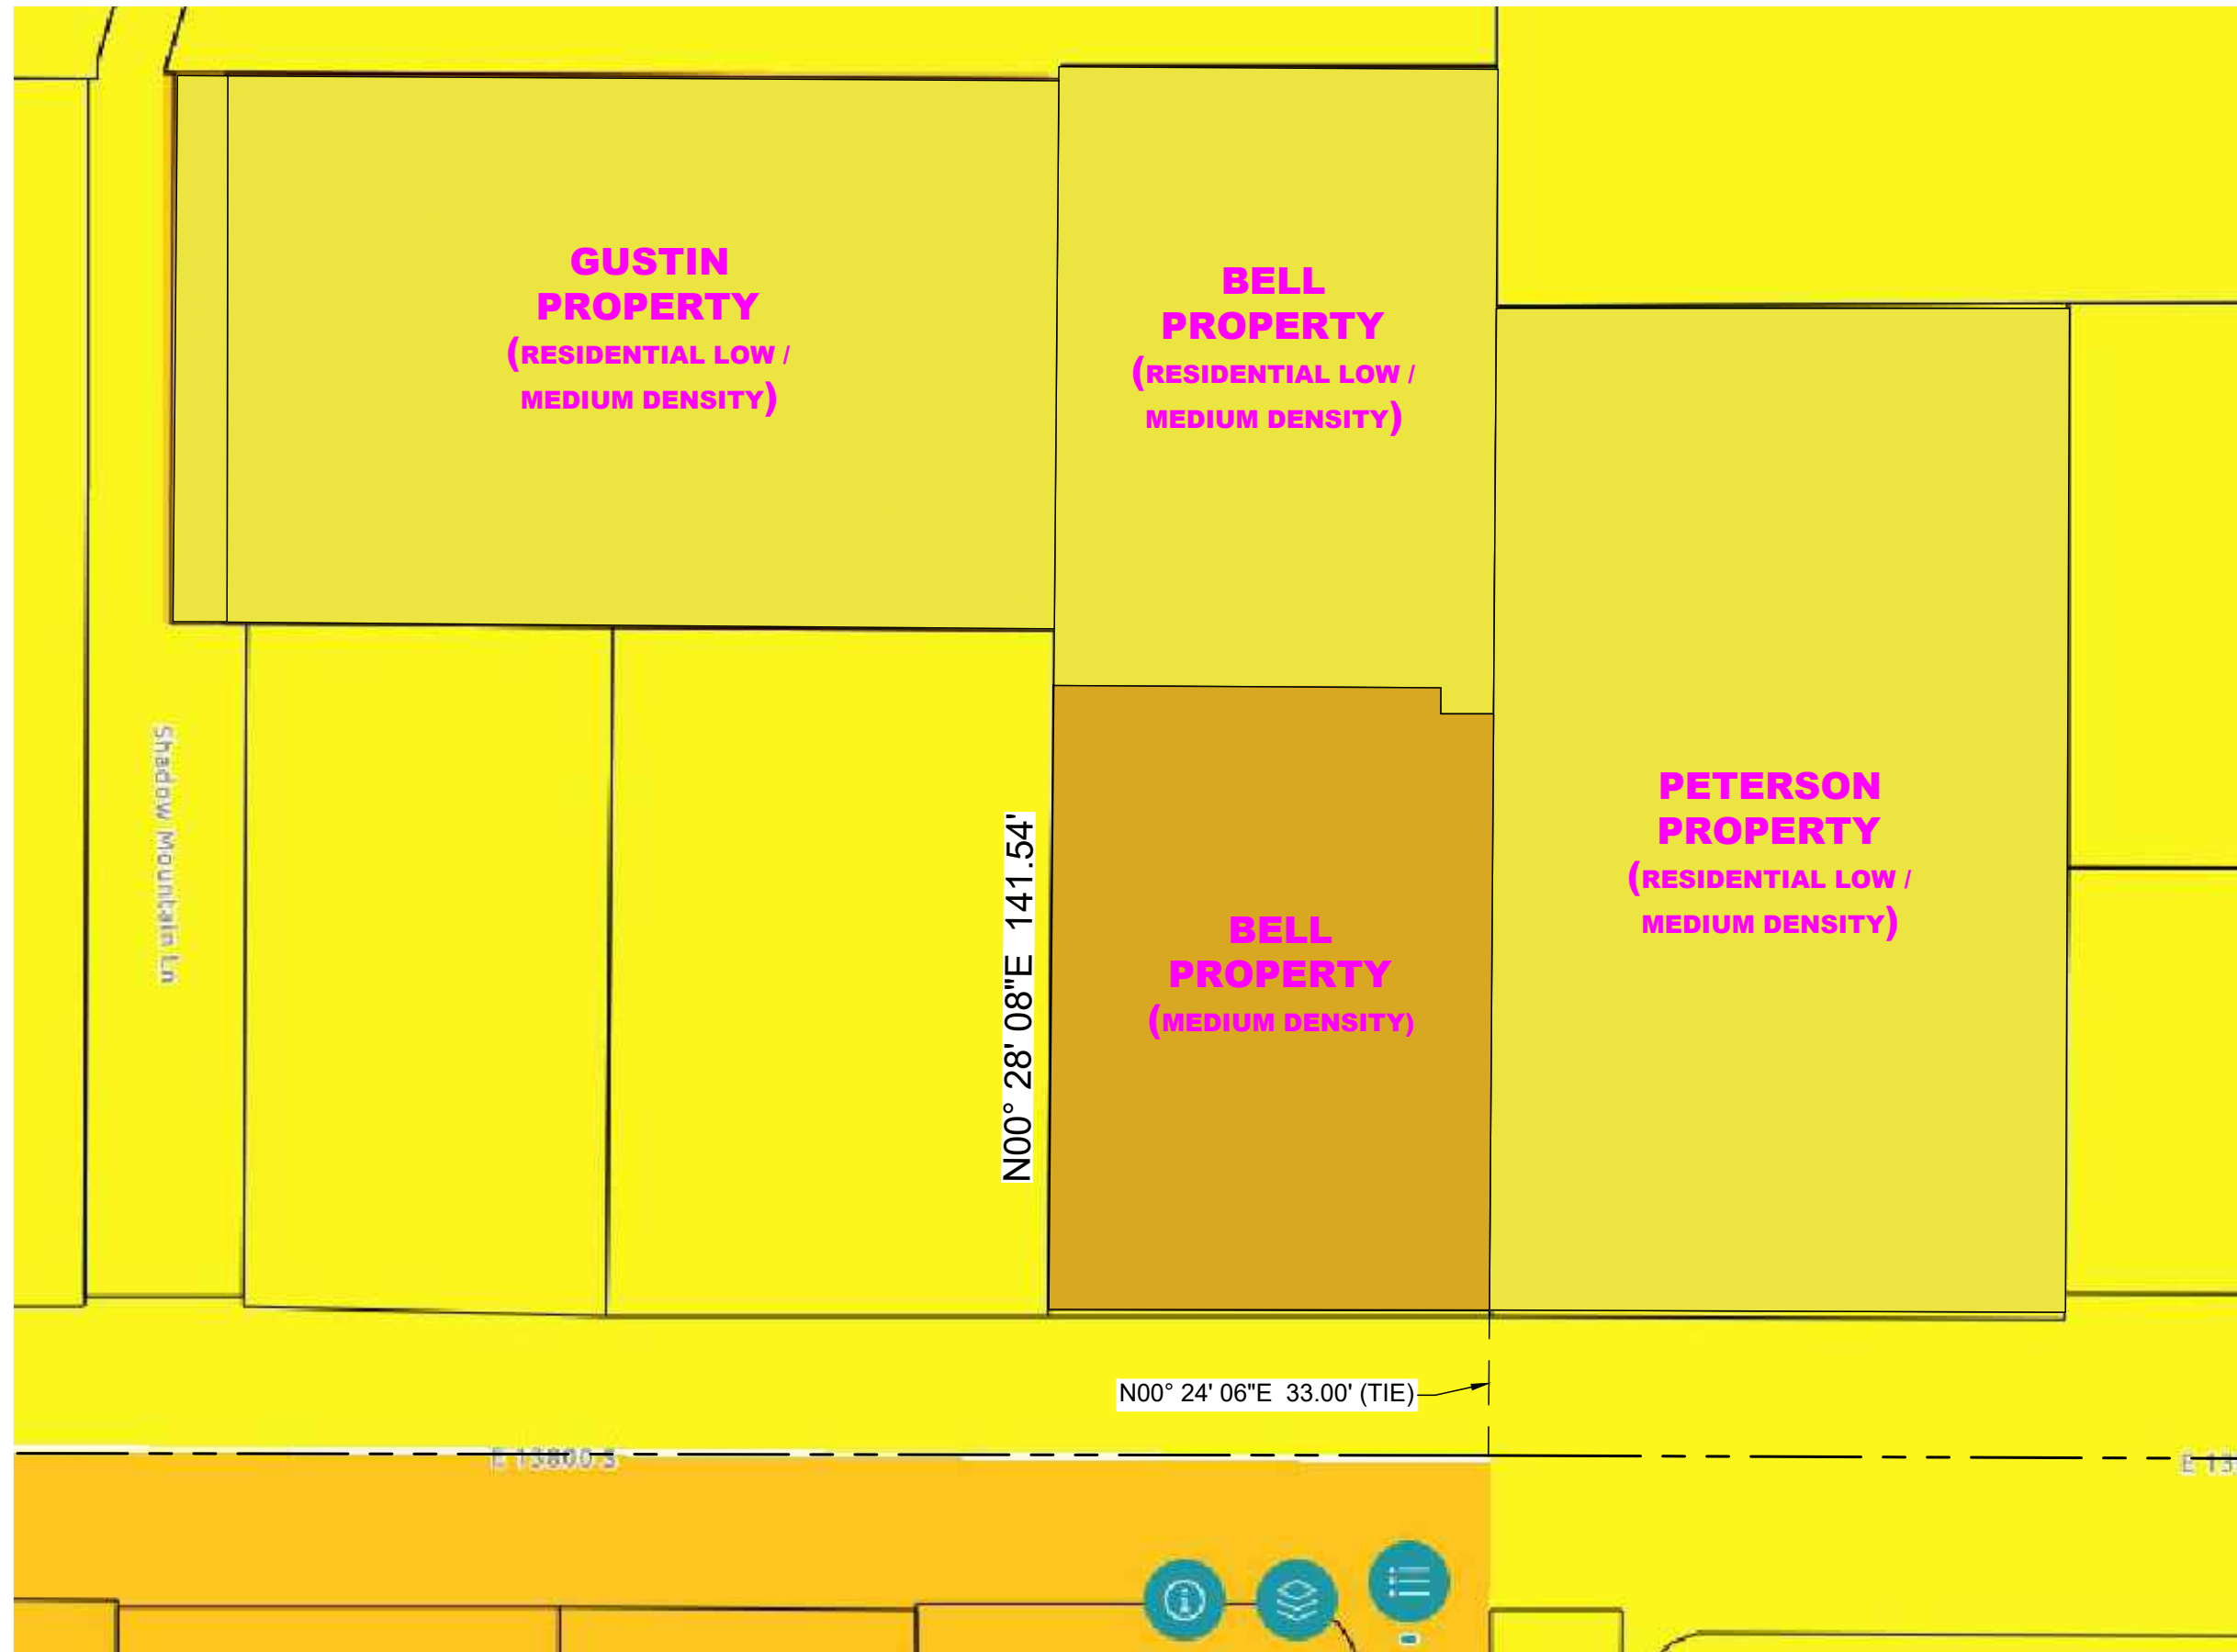 GUSTIN
PROPERTY
(RESIDENTIAL LOW /
MEDIUM DENSITY)
BELL
PROPERTY
(RESIDENTIAL LOW /
MEDIUM DENSITY)
PETERSON
PROPERTY
(RESIDENTIAL LOW /
MEDIUM DENSITY)
Shadow Mountain Ln
N00° 28' 08"E 141.54'
BELL
PROPERTY
(MEDIUM DENSITY)
N00° 24' 06"E 33.00' (TIE)
E 13800 S
E 13